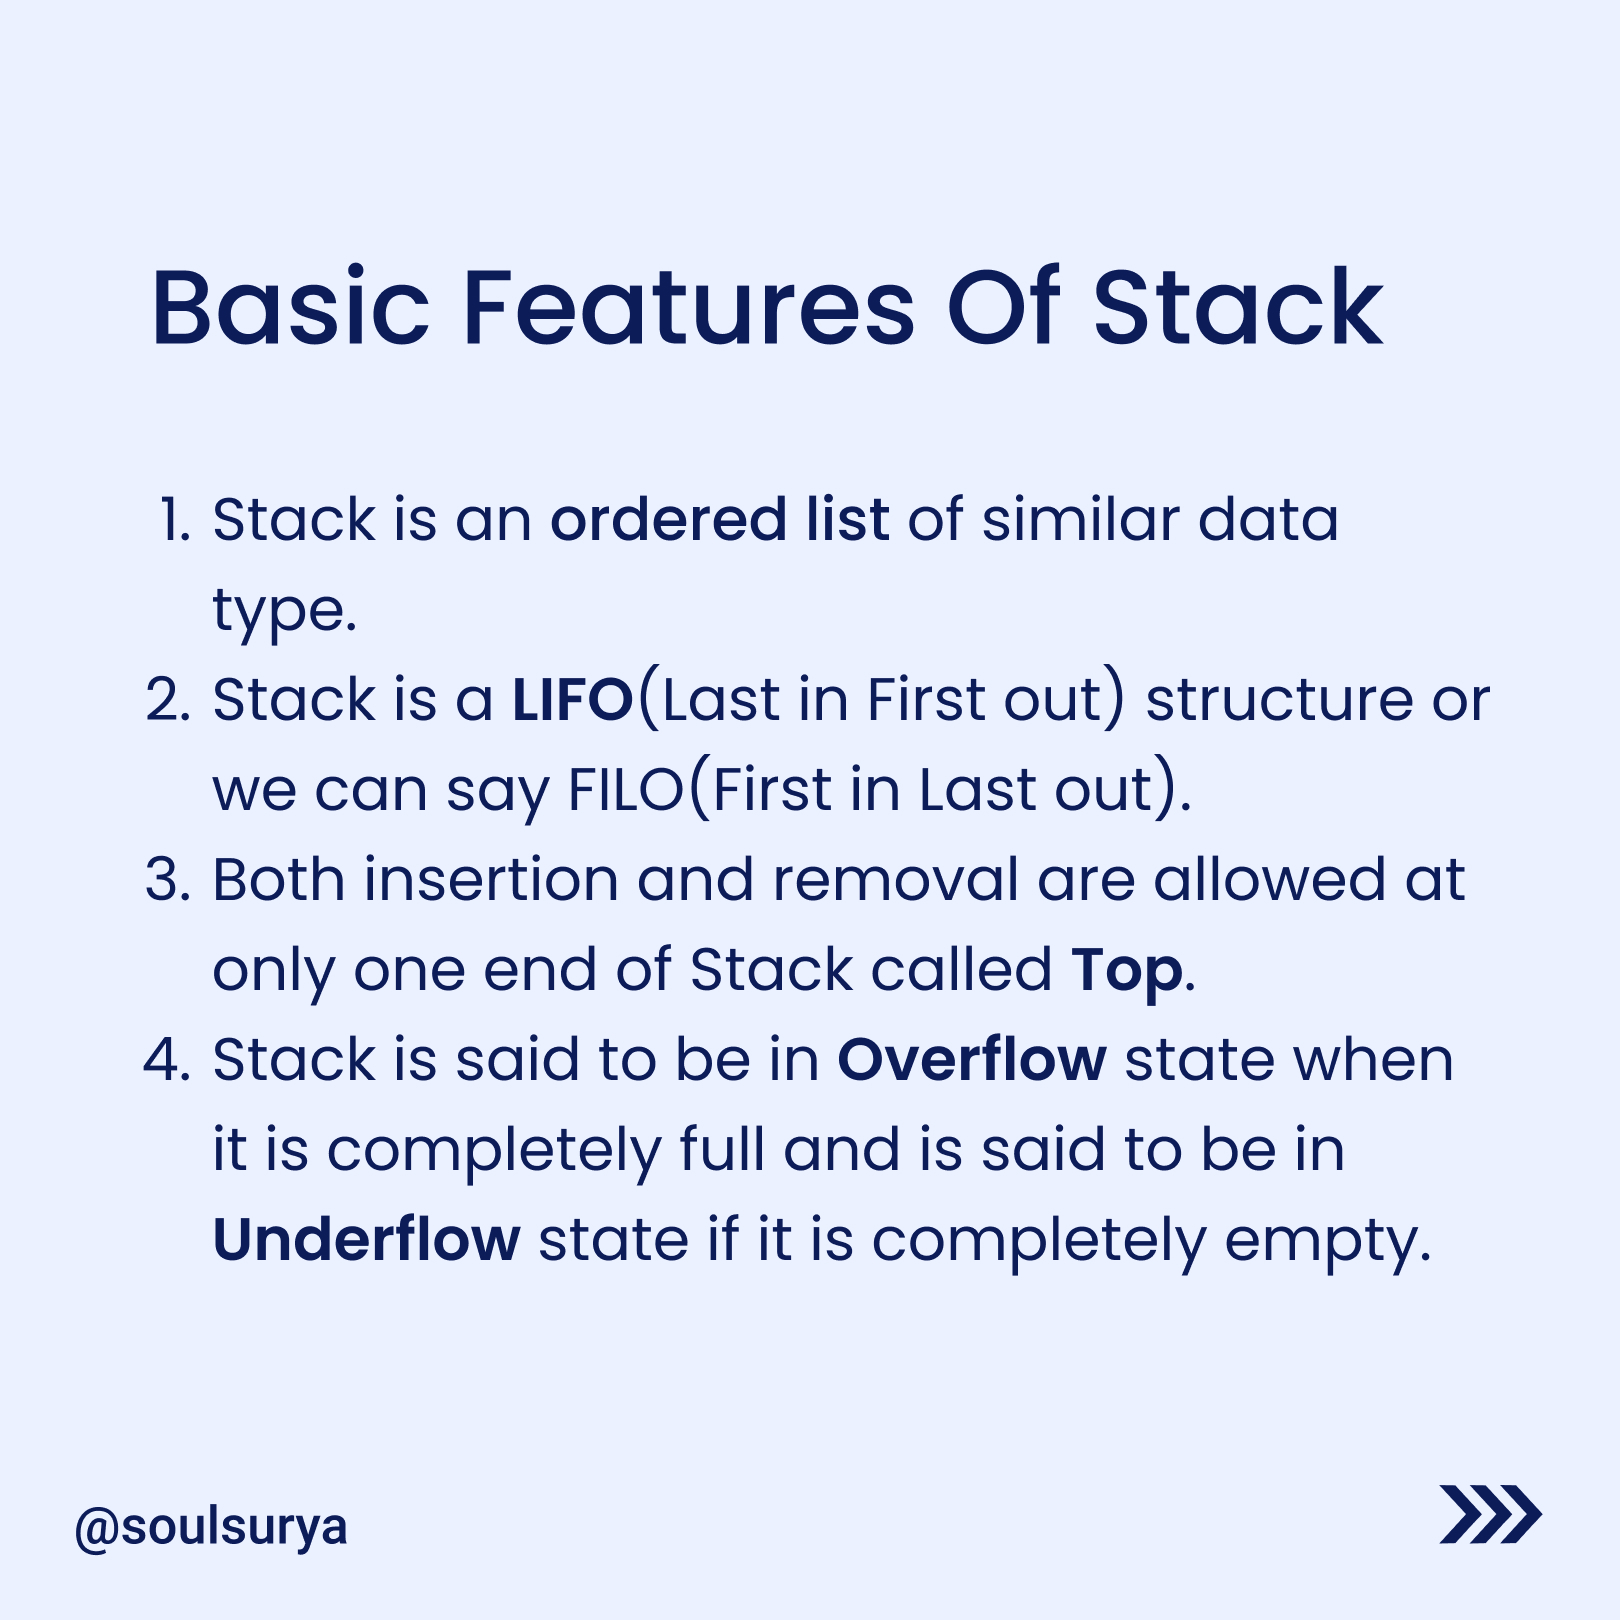 Basic Features Of Stack
1. Stack is an ordered list of similar data
type.
2. Stack is a LIFO(Last in First out) structure or
we can say FILO(First in Last out).
3. Both insertion and removal are allowed at
only one end of Stack called Top.
4. Stack is said to be in Overflow state when
it is completely full and is said to be in
Underflow state if it is completely empty.
@soulsurya